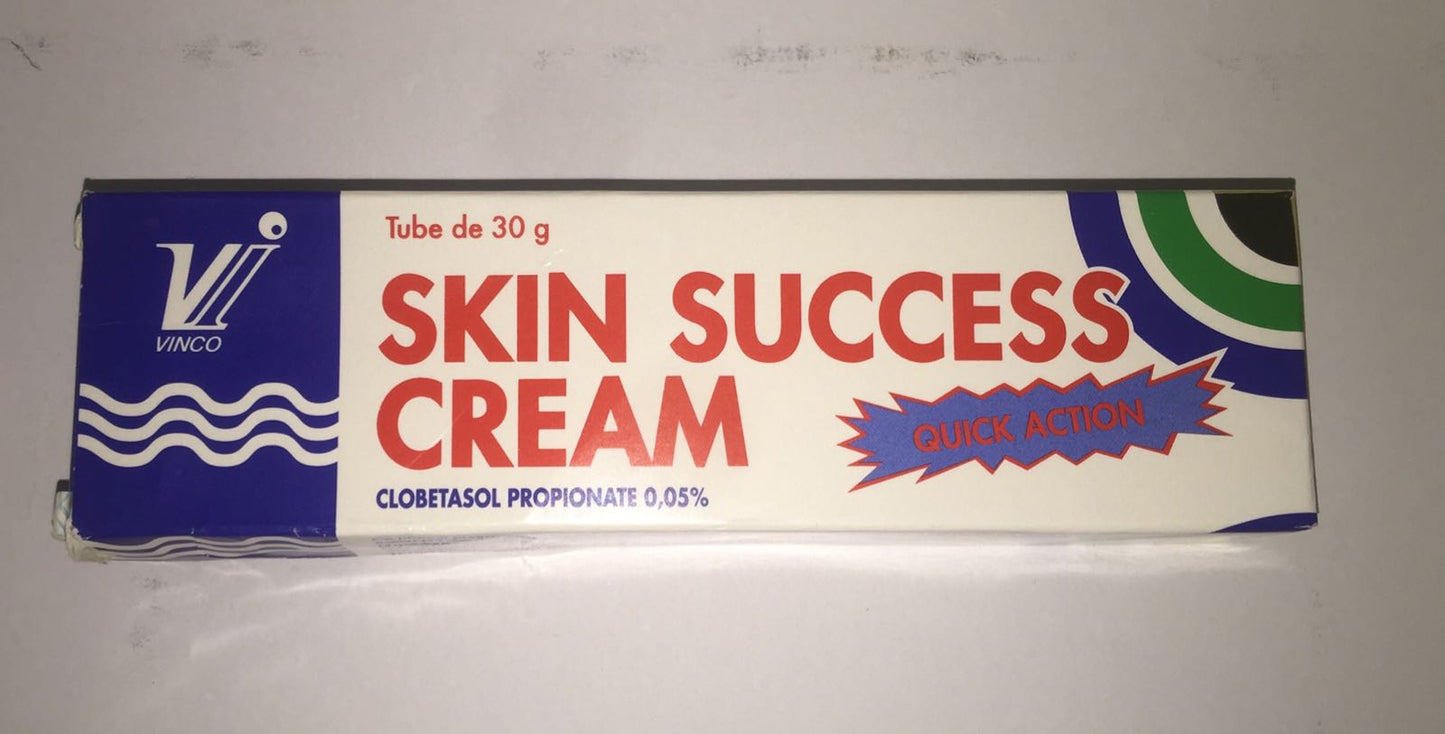 Vi
VINCO
Tube de 30 g
SKIN SUCCESS
CREAM
QUICK ACTION
CLOBETASOL PROPIONATE 0,05%